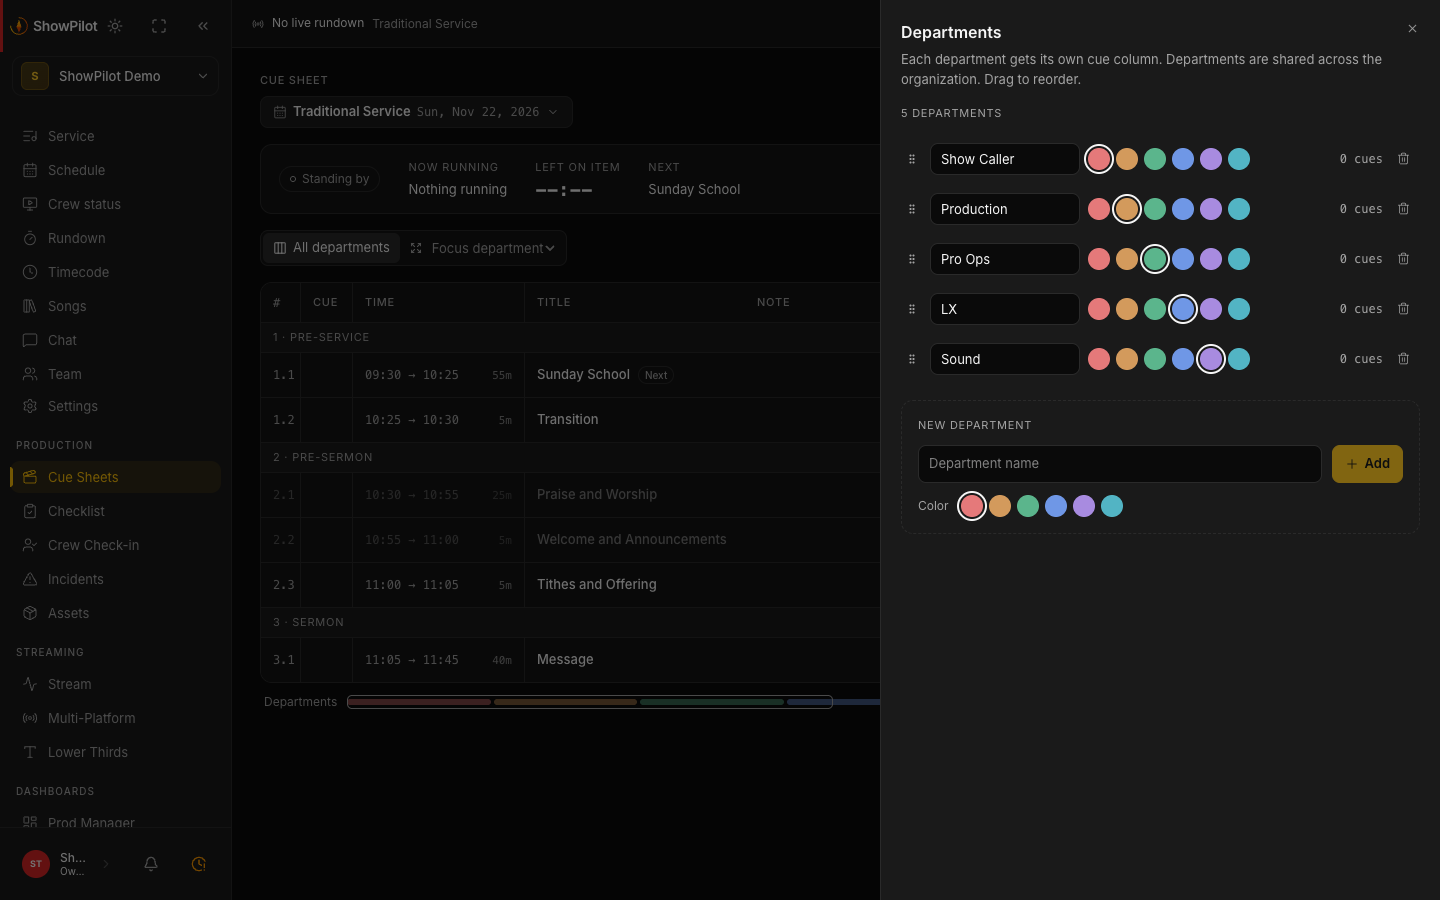 ShowPilot
S ShowPilot Demo
Service
Schedule
Crew status
Rundown
Timecode
Songs
Chat
Team
Settings
PRODUCTION
Cue Sheets
Checklist
Crew Check-in
Incidents
Assets
STREAMING
Stream
Multi-Platform
Lower Thirds
DASHBOARDS
Prod Manager
ST Sh...
Ow...
No live rundown Traditional Service
CUE SHEET
Traditional Service Sun, Nov 22, 2026
Standing by
NOW RUNNING
Nothing running
LEFT ON ITEM
--:--
NEXT
Sunday School
All departments Focus department
# CUE TIME TITLE NOTE
1 · PRE-SERVICE
1.1 09:30 → 10:25 55m Sunday School Next
1.2 10:25 → 10:30 5m Transition
2 · PRE-SERMON
2.1 10:30 → 10:55 25m Praise and Worship
2.2 10:55 → 11:00 5m Welcome and Announcements
2.3 11:00 → 11:05 5m Tithes and Offering
3 · SERMON
3.1 11:05 → 11:45 40m Message
Departments
Departments
Each department gets its own cue column. Departments are shared across the
organization. Drag to reorder.
5 DEPARTMENTS
Show Caller 0 cues
Production 0 cues
Pro Ops 0 cues
LX 0 cues
Sound 0 cues
NEW DEPARTMENT
Department name + Add
Color